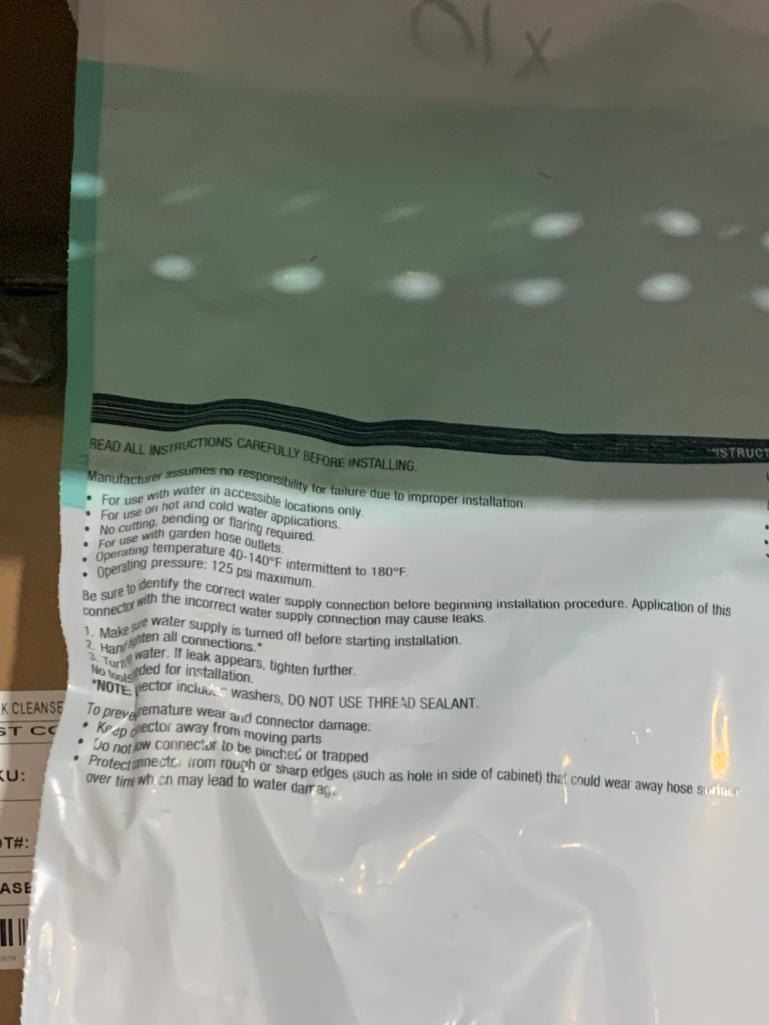 01x
READ ALL INSTRUCTIONS CAREFULLY BEFORE INSTALLING.
Manufacturer assumes no responsibility for failure due to improper installation.
• For use with water in accessible locations only.
• For use on hot and cold water applications.
• No cutting, bending or flaring required.
• For use with garden hose outlets.
• Operating temperature 40-140°F intermittent to 180°F.
• Operating pressure: 125 psi maximum.
Be sure to identify the correct water supply connection before beginning installation procedure. Application of this
connector with the incorrect water supply connection may cause leaks.
1. Make sure water supply is turned off before starting installation.
2. Hand tighten all connections.*
3. Turn water. If leak appears, tighten further.
No tools needed for installation.
*NOTE: nector includes washers, DO NOT USE THREAD SEALANT.
To prevent premature wear and connector damage:
• Keep connector away from moving parts
• Do not allow connector to be pinched or trapped
• Protect connector from rough or sharp edges (such as hole in side of cabinet) that could wear away hose surface
over time which may lead to water damage.
ISTRUCT
K CLEANSE
ST CO
KU:
OT#:
ASE